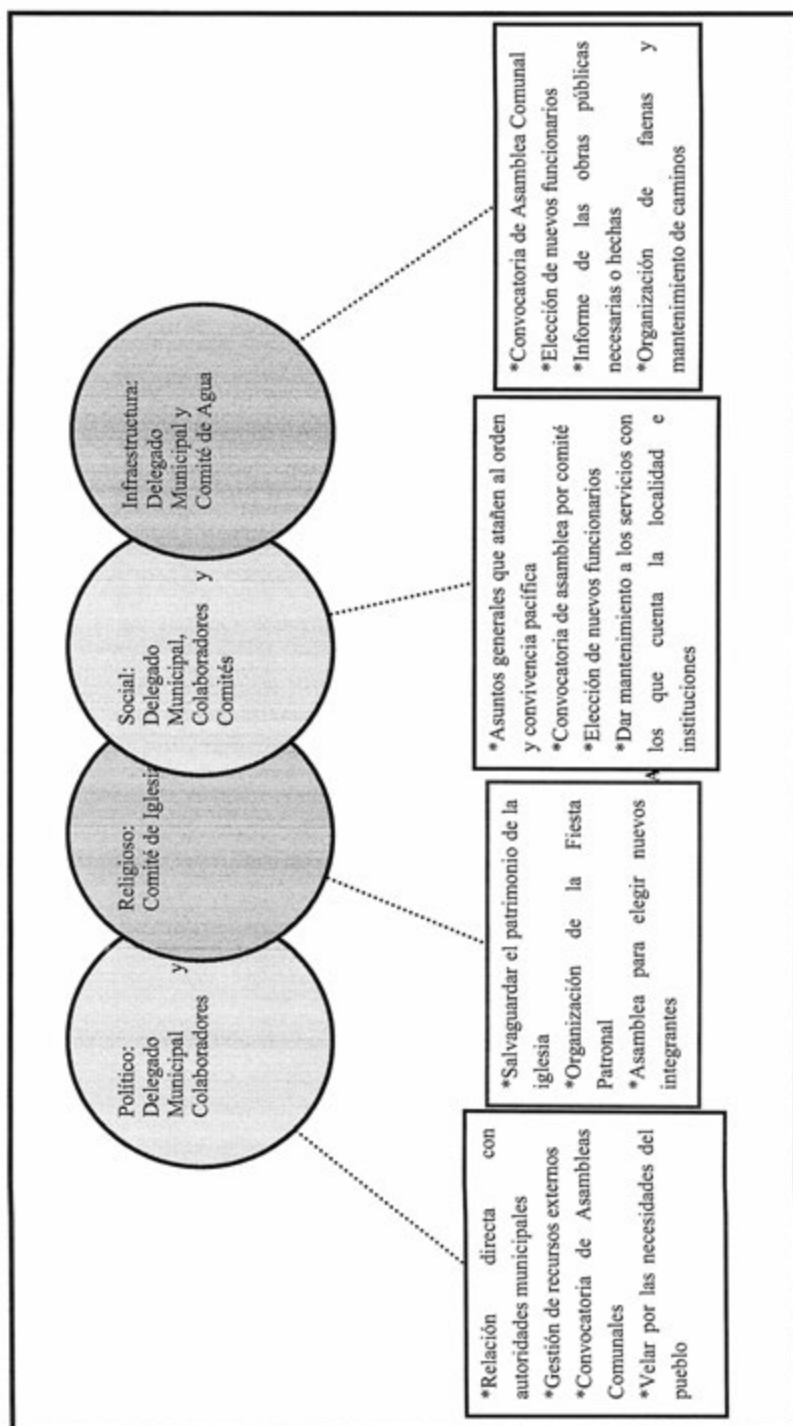 Político:
Delegado
Municipal y
Colaboradores
Religioso:
Comité de Iglesia
Social:
Delegado
Municipal,
Colaboradores y
Comités
Infraestructura:
Delegado
Municipal y
Comité de Agua
*Relación directa con
autoridades municipales
*Gestión de recursos externos
*Convocatoria de Asambleas
Comunales
*Velar por las necesidades del
pueblo
*Salvaguardar el patrimonio de la
iglesia
*Organización de la Fiesta
Patronal
*Asamblea para elegir nuevos
integrantes
*Asuntos generales que atañen al orden
y convivencia pacífica
*Convocatoria de asamblea por comité
*Elección de nuevos funcionarios
*Dar mantenimiento a los servicios con
los que cuenta la localidad e
instituciones
*Convocatoria de Asamblea Comunal
*Elección de nuevos funcionarios
*Informe de las obras públicas
necesarias o hechas
*Organización de faenas y
mantenimiento de caminos